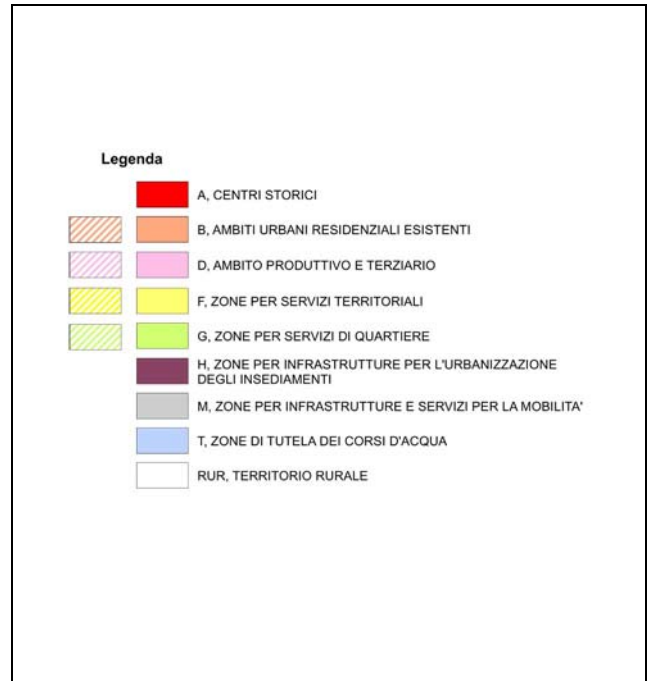 Legenda
A, CENTRI STORICI
B, AMBITI URBANI RESIDENZIALI ESISTENTI
D, AMBITO PRODUTTIVO E TERZIARIO
F, ZONE PER SERVIZI TERRITORIALI
G, ZONE PER SERVIZI DI QUARTIERE
H, ZONE PER INFRASTRUTTURE PER L'URBANIZZAZIONE
DEGLI INSEDIAMENTI
M, ZONE PER INFRASTRUTTURE E SERVIZI PER LA MOBILITA'
T, ZONE DI TUTELA DEI CORSI D'ACQUA
RUR, TERRITORIO RURALE